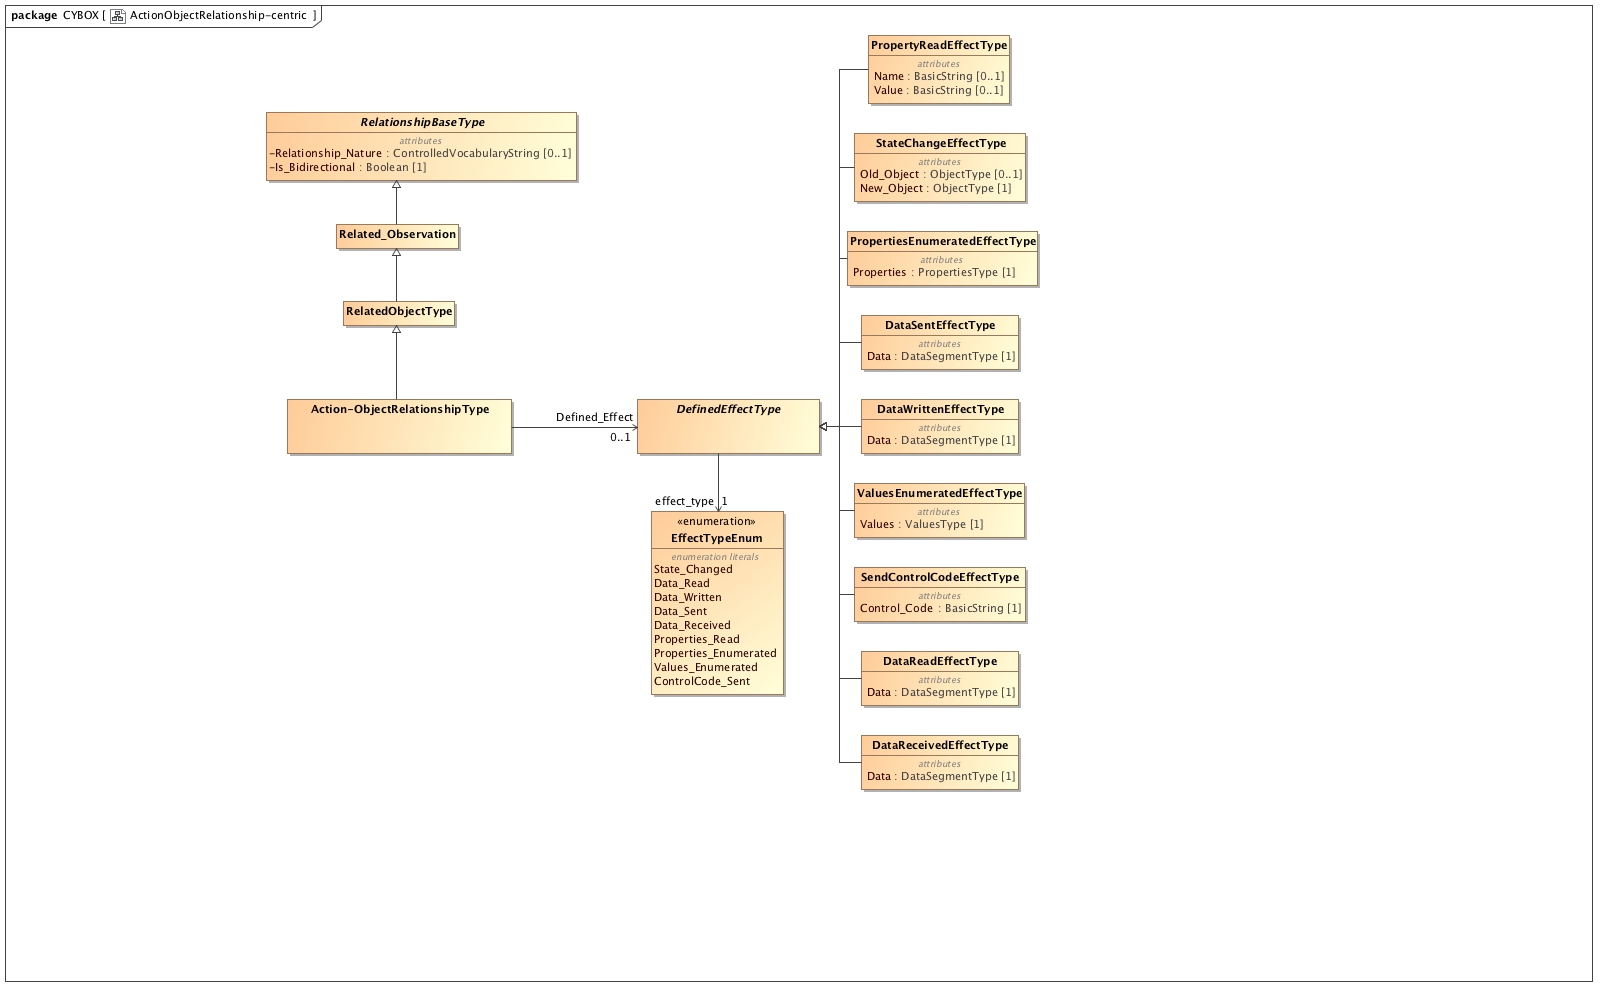 package CYBOX [ ActionObjectRelationship-centric ]
RelationshipBaseType
attributes
-Relationship_Nature : ControlledVocabularyString [0..1]
-Is_Bidirectional : Boolean [1]
Related_Observation
RelatedObjectType
Action-ObjectRelationshipType
Defined_Effect
0..1
DefinedEffectType
effect_type 1
«enumeration»
EffectTypeEnum
enumeration literals
State_Changed
Data_Read
Data_Written
Data_Sent
Data_Received
Properties_Read
Properties_Enumerated
Values_Enumerated
ControlCode_Sent
PropertyReadEffectType
attributes
Name : BasicString [0..1]
Value : BasicString [0..1]
StateChangeEffectType
attributes
Old_Object : ObjectType [0..1]
New_Object : ObjectType [1]
PropertiesEnumeratedEffectType
attributes
Properties : PropertiesType [1]
DataSentEffectType
attributes
Data : DataSegmentType [1]
DataWrittenEffectType
attributes
Data : DataSegmentType [1]
ValuesEnumeratedEffectType
attributes
Values : ValuesType [1]
SendControlCodeEffectType
attributes
Control_Code : BasicString [1]
DataReadEffectType
attributes
Data : DataSegmentType [1]
DataReceivedEffectType
attributes
Data : DataSegmentType [1]